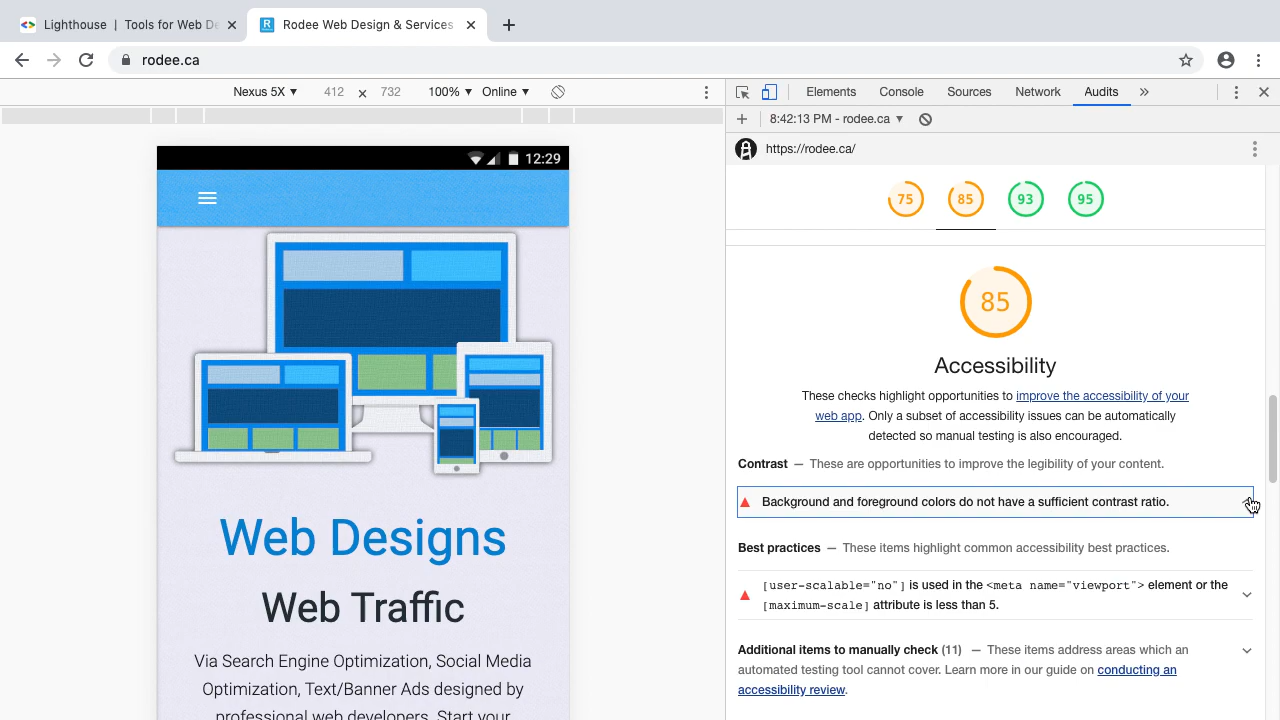 Lighthouse | Tools for Web De
Rodee Web Design & Services
rodee.ca
Nexus 5X ▼ 412 × 732 100% ▼ Online ▼
Elements Console Sources Network Audits »
8:42:13 PM - rodee.ca ▼
https://rodee.ca/
12:29
75 85 93 95
85
Accessibility
These checks highlight opportunities to improve the accessibility of your
web app. Only a subset of accessibility issues can be automatically
detected so manual testing is also encouraged.
Contrast — These are opportunities to improve the legibility of your content.
Background and foreground colors do not have a sufficient contrast ratio.
Best practices — These items highlight common accessibility best practices.
[user-scalable="no"] is used in the <meta name="viewport"> element or the
[maximum-scale] attribute is less than 5.
Additional items to manually check (11) — These items address areas which an
automated testing tool cannot cover. Learn more in our guide on conducting an
accessibility review.
Web Designs
Web Traffic
Via Search Engine Optimization, Social Media
Optimization, Text/Banner Ads designed by
professional web developers. Start your